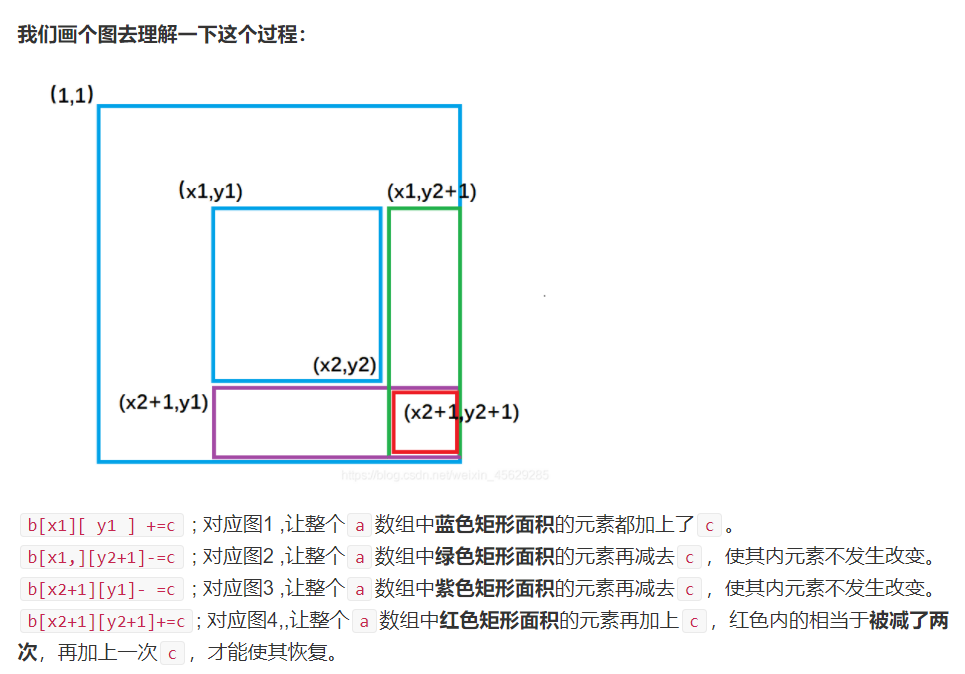 我们画个图去理解一下这个过程：
(1,1)
(x1,y1)
(x1,y2+1)
(x2,y2)
(x2+1,y1)
(x2+1,y2+1)
https://blog.csdn.net/weixin_45629285
b[x1][ y1 ] +=c ; 对应图1 ,让整个 a 数组中蓝色矩形面积的元素都加上了 c 。
b[x1,][y2+1]-=c ; 对应图2 ,让整个 a 数组中绿色矩形面积的元素再减去 c ，使其内元素不发生改变。
b[x2+1][y1]- =c ; 对应图3 ,让整个 a 数组中紫色矩形面积的元素再减去 c ，使其内元素不发生改变。
b[x2+1][y2+1]+=c ; 对应图4,,让整个 a 数组中红色矩形面积的元素再加上 c ，红色内的相当于被减了两
次，再加上一次 c ，才能使其恢复。